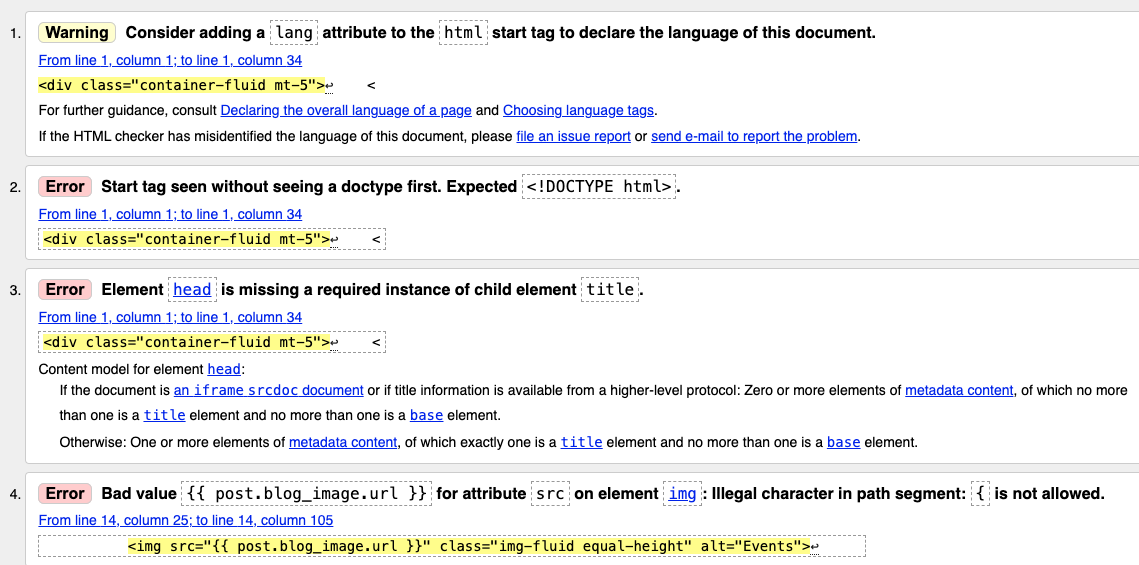 1. Warning Consider adding a lang attribute to the html start tag to declare the language of this document.
From line 1, column 1; to line 1, column 34
<div class="container-fluid mt-5">↩    <
For further guidance, consult Declaring the overall language of a page and Choosing language tags.
If the HTML checker has misidentified the language of this document, please file an issue report or send e-mail to report the problem.
2. Error Start tag seen without seeing a doctype first. Expected <!DOCTYPE html>.
From line 1, column 1; to line 1, column 34
<div class="container-fluid mt-5">↩    <
3. Error Element head is missing a required instance of child element title.
From line 1, column 1; to line 1, column 34
<div class="container-fluid mt-5">↩    <
Content model for element head:
If the document is an iframe srcdoc document or if title information is available from a higher-level protocol: Zero or more elements of metadata content, of which no more
than one is a title element and no more than one is a base element.
Otherwise: One or more elements of metadata content, of which exactly one is a title element and no more than one is a base element.
4. Error Bad value {{ post.blog_image.url }} for attribute src on element img: Illegal character in path segment: { is not allowed.
From line 14, column 25; to line 14, column 105
<img src="{{ post.blog_image.url }}" class="img-fluid equal-height" alt="Events">↩